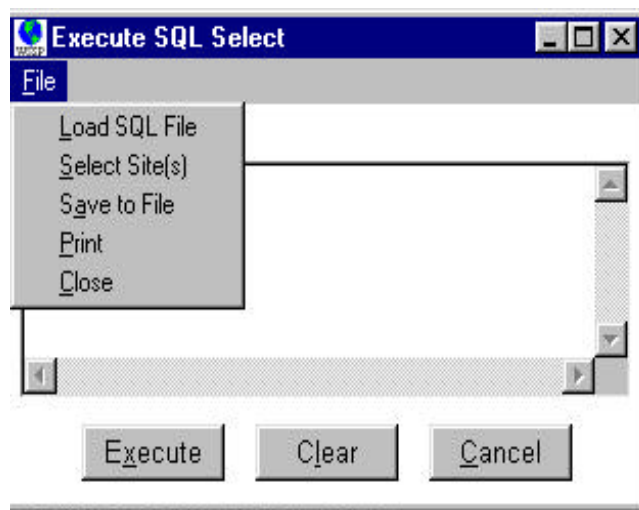 Execute SQL Select
File
Load SQL File
Select Site(s)
Save to File
Print
Close
Execute Clear Cancel